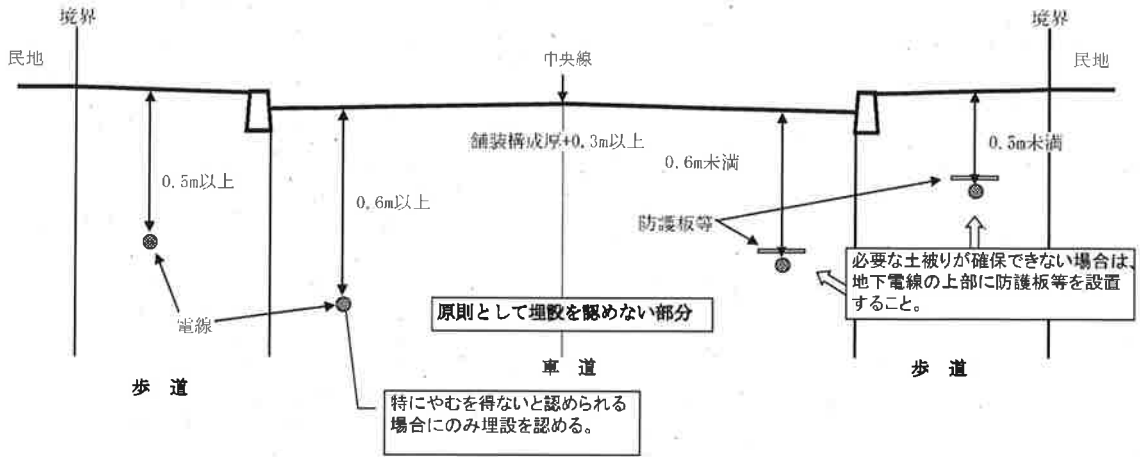 境界
境界
民地
中央線
民地
舗装構成厚+0.3m以上
0.5m以上
0.6m以上
0.6m未満
0.5m未満
防護板等
必要な土被りが確保できない場合は、
地下電線の上部に防護板等を設置
すること。
電線
原則として埋設を認めない部分
歩 道
車 道
歩 道
特にやむを得ないと認められる
場合にのみ埋設を認める。